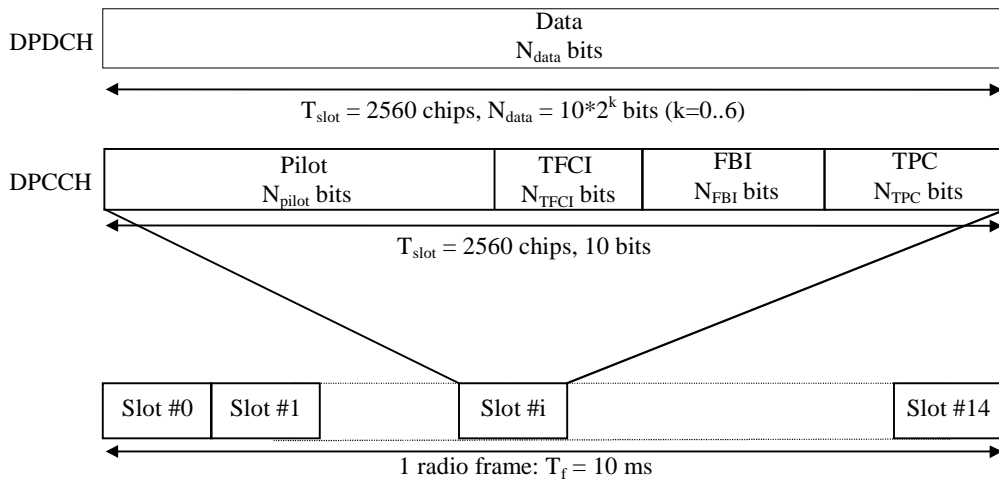 Data
DPDCH
N_data bits
T_slot = 2560 chips, N_data = 10*2^k bits (k=0..6)
Pilot TFCI FBI TPC
DPCCH
N_pilot bits N_TFCI bits N_FBI bits N_TPC bits
T_slot = 2560 chips, 10 bits
Slot #0 Slot #1 Slot #i Slot #14
1 radio frame: T_f = 10 ms